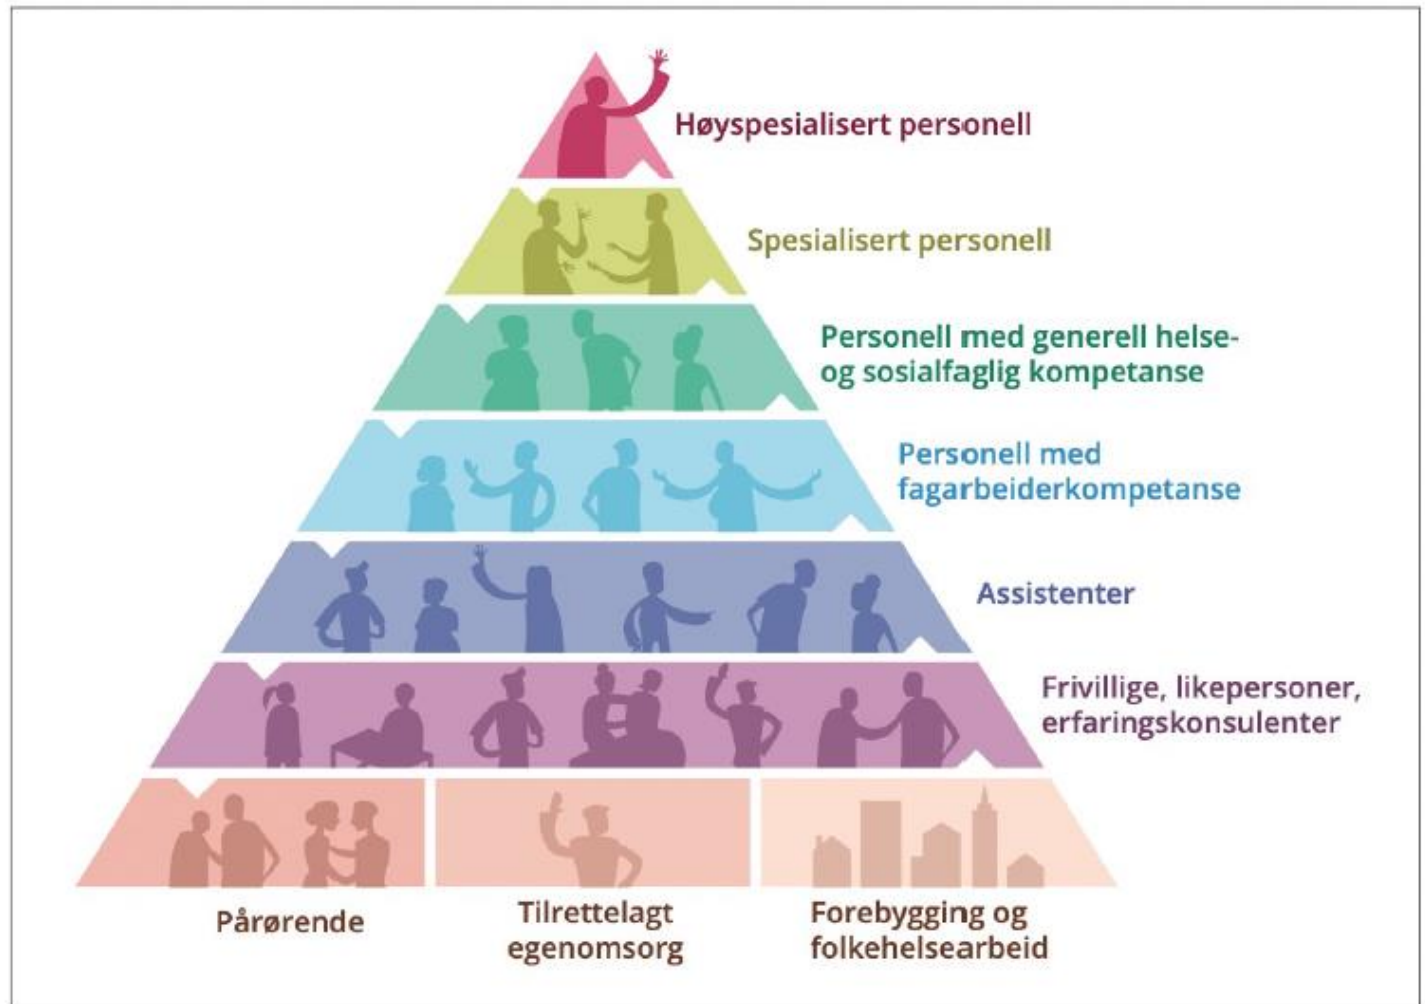 Høyspesialisert personell
Spesialisert personell
Personell med generell helse-
og sosialfaglig kompetanse
Personell med
fagarbeiderkompetanse
Assistenter
Frivillige, likepersoner,
erfaringskonsulenter
Pårørende
Tilrettelagt
egenomsorg
Forebygging og
folkehelsearbeid